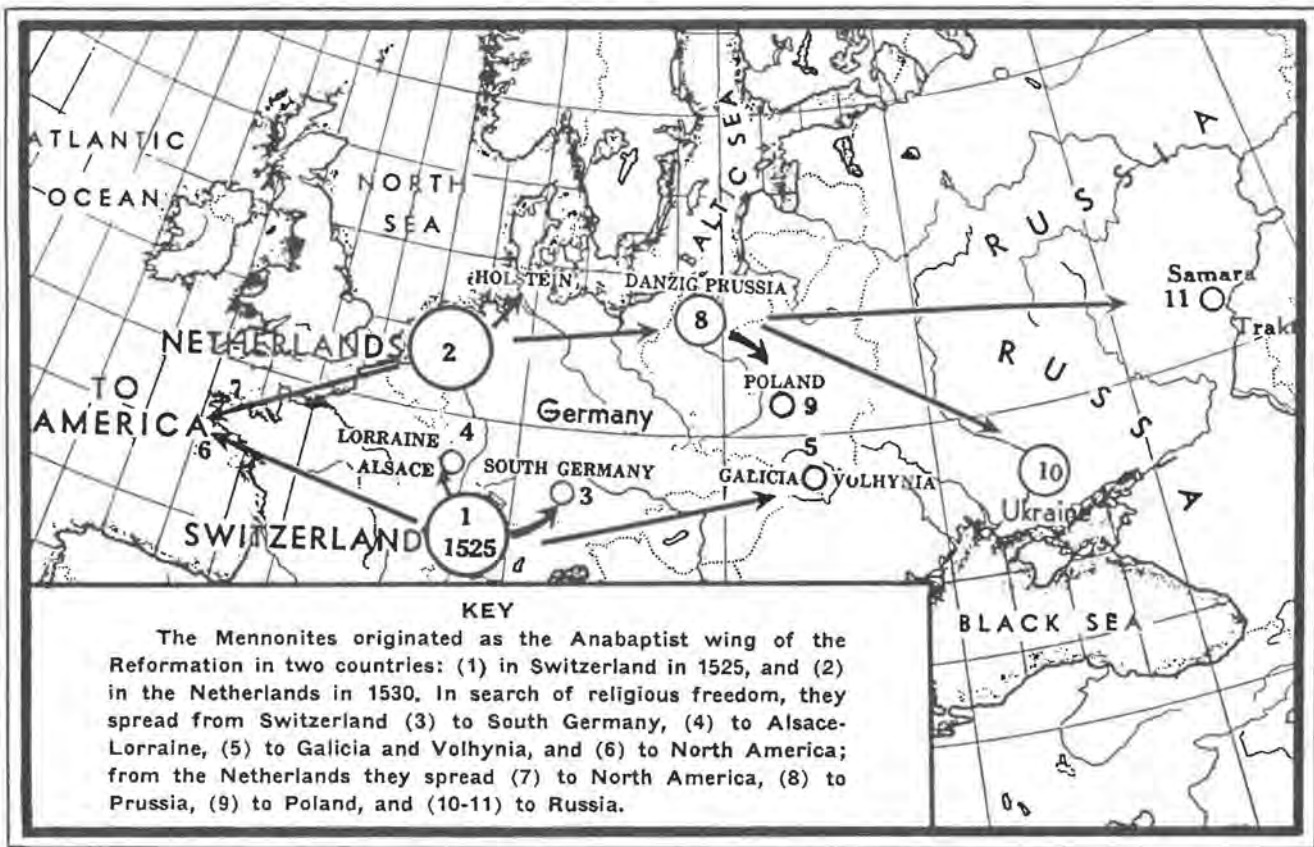 ATLANTIC
OCEAN
NORTH
SEA
BALTIC SEA
RUSSIA
RUSSIA
Samara
11
Trak
HOLSTEIN
DANZIG PRUSSIA
8
NETHERLANDS
2
TO
AMERICA
7
6
POLAND
9
Germany
4
LORRAINE
ALSACE
SOUTH GERMANY
3
5
GALICIA
VOLHYNIA
10
Ukraine
SWITZERLAND
1
1525
BLACK SEA
KEY
The Mennonites originated as the Anabaptist wing of the
Reformation in two countries: (1) in Switzerland in 1525, and (2)
in the Netherlands in 1530. In search of religious freedom, they
spread from Switzerland (3) to South Germany, (4) to Alsace-
Lorraine, (5) to Galicia and Volhynia, and (6) to North America;
from the Netherlands they spread (7) to North America, (8) to
Prussia, (9) to Poland, and (10-11) to Russia.